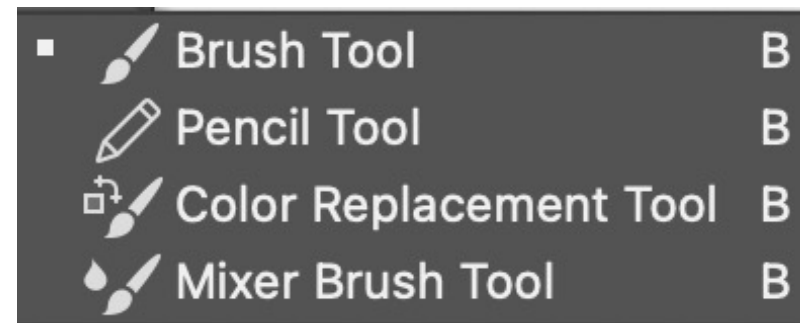 Brush Tool B
Pencil Tool B
Color Replacement Tool B
Mixer Brush Tool B